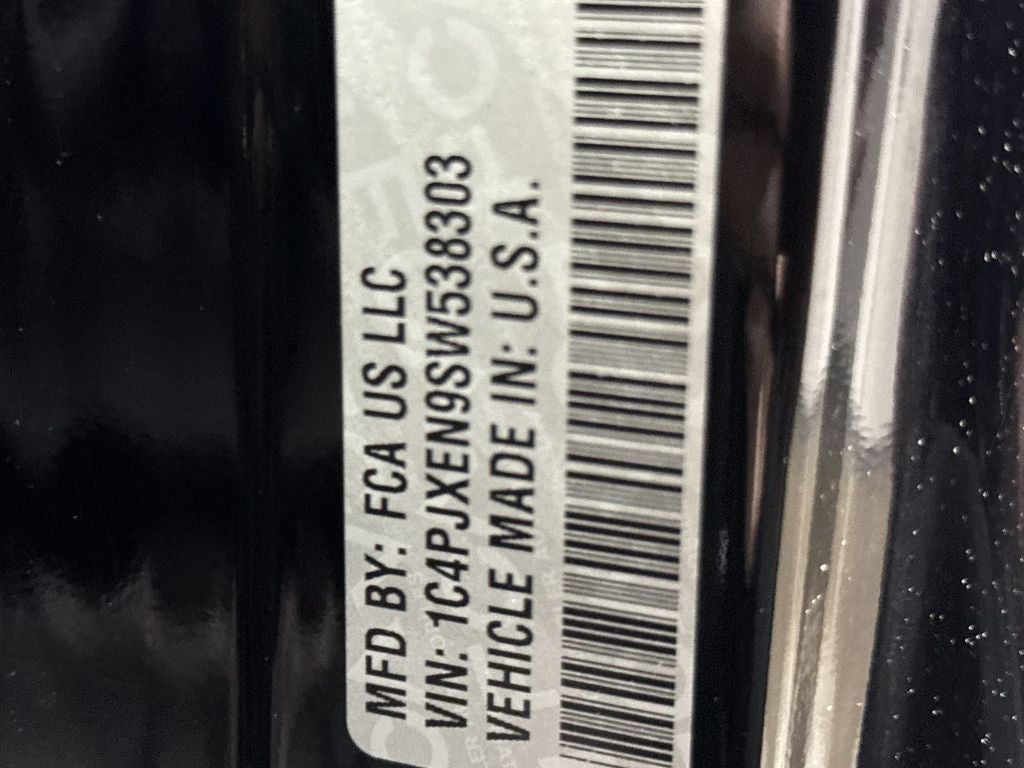 MFD BY: FCA US LLC
VIN: 1C4PJXEN9SW538303
VEHICLE MADE IN: U.S.A.